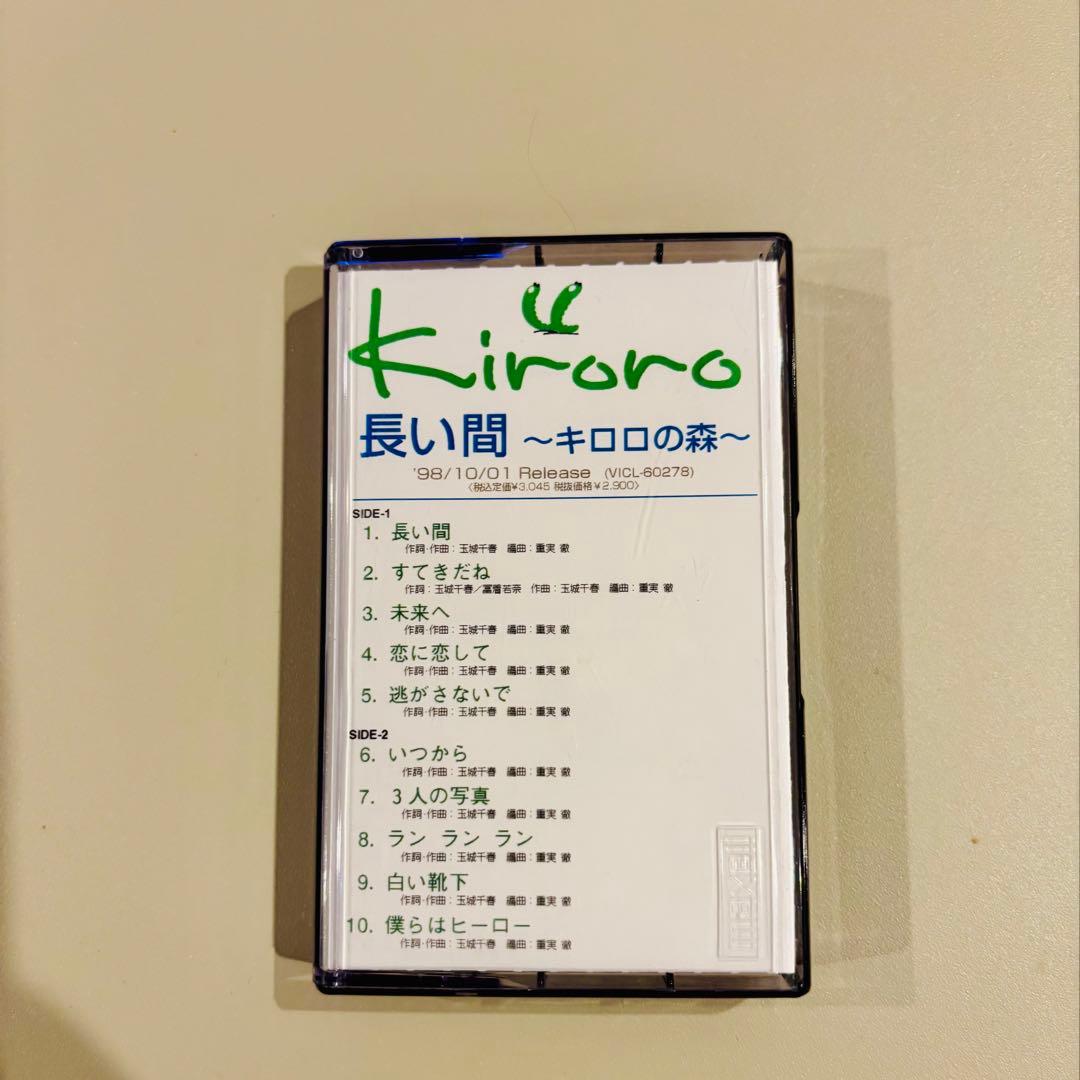 Kiroro
長い間 〜キロロの森〜
'98/10/01 Release (VICL-60278)
〈税込定価¥3.045 税抜価格¥2.900〉
SIDE-1
1. 長い間
作詞・作曲：玉城千春 編曲：重実 徹
2. すてきだね
作詞：玉城千春／冨着若奈 作曲：玉城千春 編曲：重実 徹
3. 未来へ
作詞・作曲：玉城千春 編曲：重実 徹
4. 恋に恋して
作詞・作曲：玉城千春 編曲：重実 徹
5. 逃がさないで
作詞・作曲：玉城千春 編曲：重実 徹
SIDE-2
6. いつから
作詞・作曲：玉城千春 編曲：重実 徹
7. 3人の写真
作詞・作曲：玉城千春 編曲：重実 徹
8. ラン ラン ラン
作詞・作曲：玉城千春 編曲：重実 徹
9. 白い靴下
作詞・作曲：玉城千春 編曲：重実 徹
10. 僕らはヒーロー
作詞・作曲：玉城千春 編曲：重実 徹